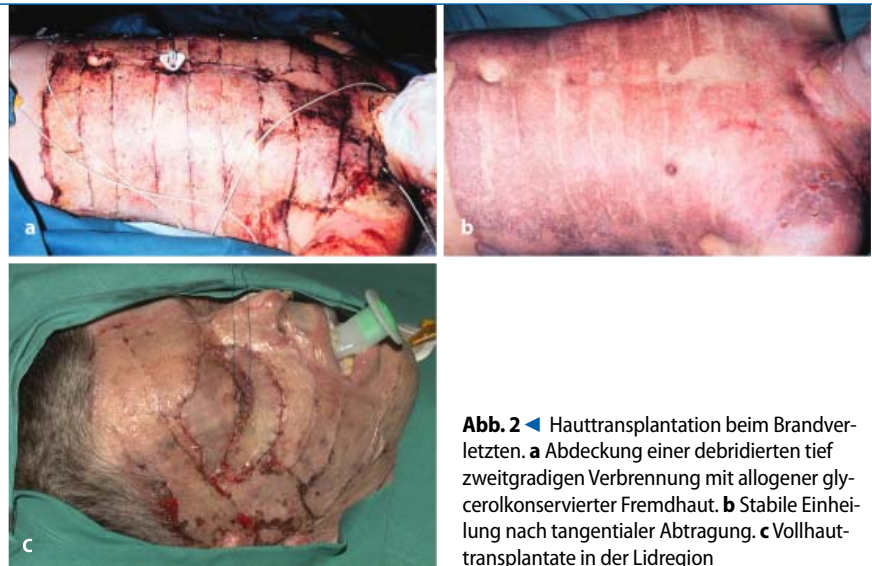 a
b
c
Abb. 2 ◄ Hauttransplantation beim Brandver-
letzten. a Abdeckung einer debridierten tief
zweitgradigen Verbrennung mit allogener gly-
cerolkonservierter Fremdhaut. b Stabile Einhei-
lung nach tangentialer Abtragung. c Vollhaut-
transplantate in der Lidregion